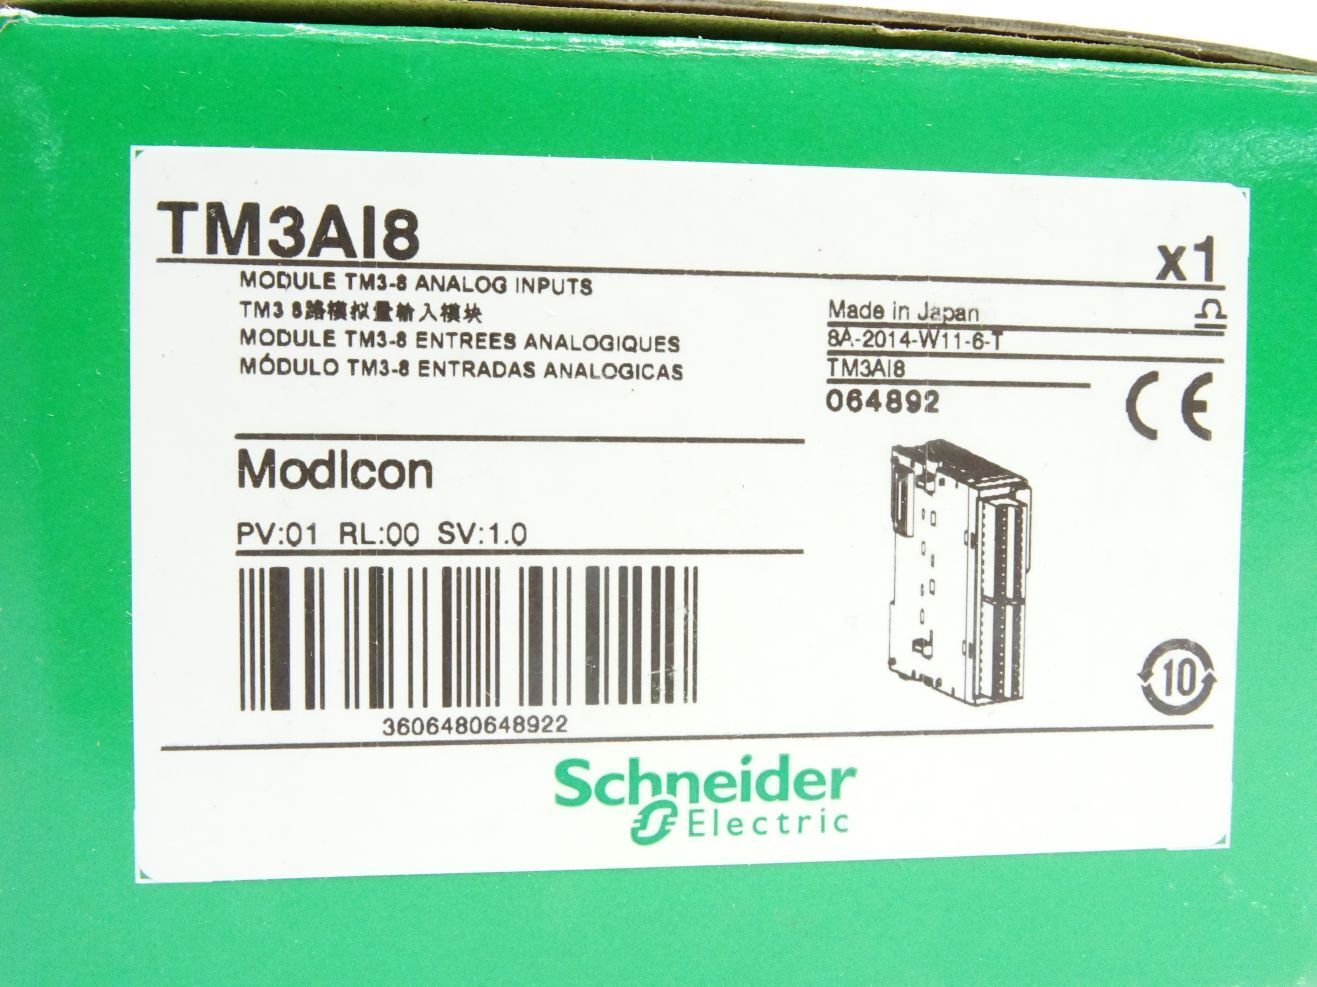 TM3AI8
x1
MODULE TM3-8 ANALOG INPUTS
TM3 8路模拟量输入模块
MODULE TM3-8 ENTREES ANALOGIQUES
MÓDULO TM3-8 ENTRADAS ANALOGICAS
Made in Japan
8A-2014-W11-6-T
TM3AI8
064892
CE
Modicon
PV:01 RL:00 SV:1.0
3606480648922
10
Schneider
Electric